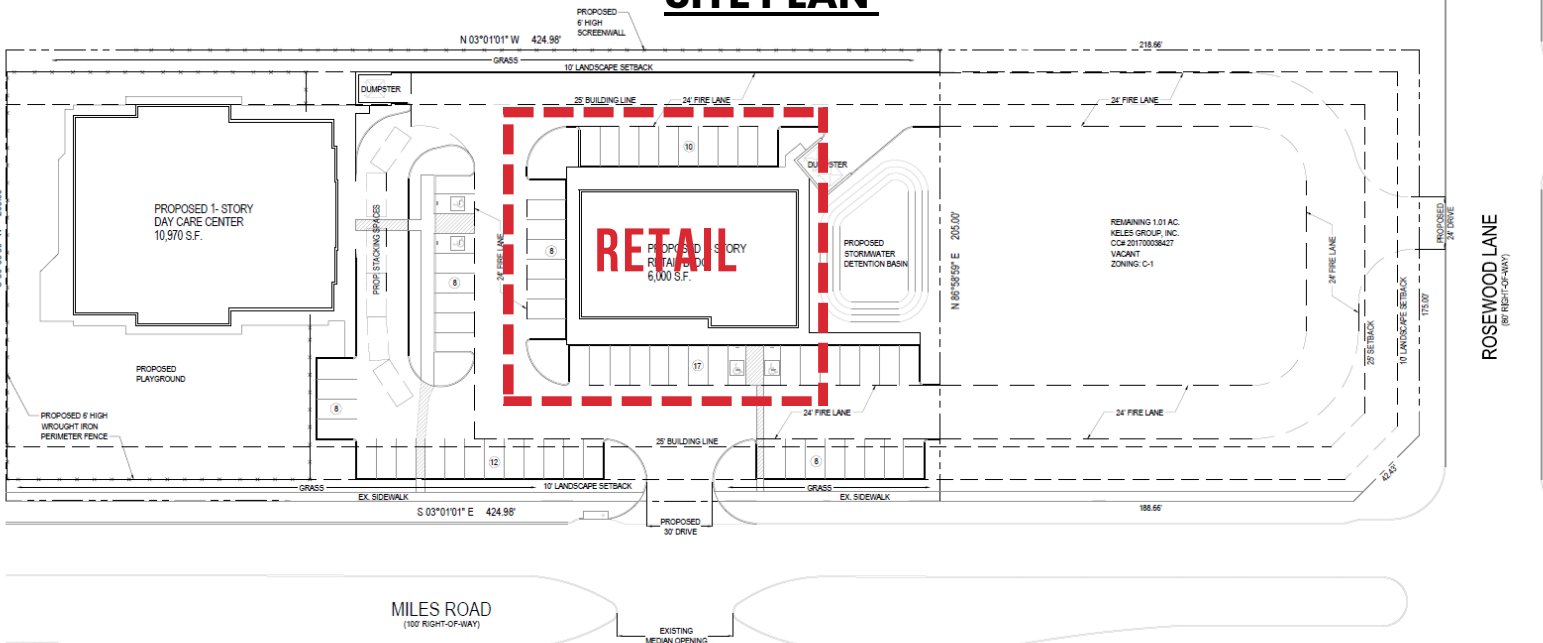 SITE PLAN
PROPOSED
6' HIGH
SCREENWALL
N 03°01'01" W 424.98'
GRASS
10' LANDSCAPE SETBACK
218.66'
DUMPSTER
25' BUILDING LINE
24' FIRE LANE
24' FIRE LANE
10
DUMPSTER
PROPOSED 1- STORY
DAY CARE CENTER
10,970 S.F.
PROP. STACKING SPACES
8
24' FIRE LANE
8
RETAIL
6,000 S.F.
PROPOSED
STORMWATER
DETENTION BASIN
N 86°58'59" E 205.00'
REMAINING 1.01 AC.
KELES GROUP, INC.
CC# 201700038427
VACANT
ZONING: C-1
24' FIRE LANE
25' SETBACK
10' LANDSCAPE SETBACK
175.00'
PROPOSED
24' DRIVE
ROSEWOOD LANE
(80' RIGHT-OF-WAY)
PROPOSED
PLAYGROUND
17
PROPOSED 6' HIGH
WROUGHT IRON
PERIMETER FENCE
24' FIRE LANE
24' FIRE LANE
25' BUILDING LINE
12
42.43'
GRASS
10' LANDSCAPE SETBACK
GRASS
EX. SIDEWALK
EX. SIDEWALK
S 03°01'01" E 424.98'
188.66'
PROPOSED
30' DRIVE
MILES ROAD
(100' RIGHT-OF-WAY)
EXISTING
MEDIAN OPENING